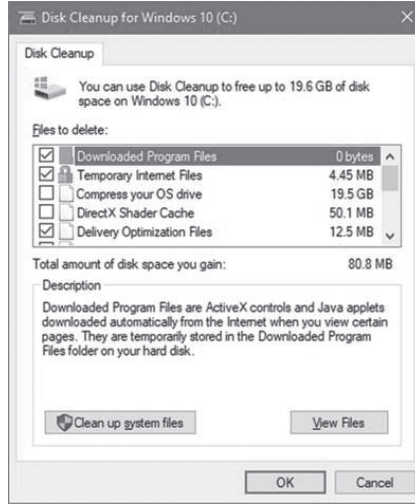 Disk Cleanup for Windows 10 (C:)
Disk Cleanup
You can use Disk Cleanup to free up to 19.6 GB of disk
space on Windows 10 (C:).
Files to delete:
Downloaded Program Files 0 bytes
Temporary Internet Files 4.45 MB
Compress your OS drive 19.5 GB
DirectX Shader Cache 50.1 MB
Delivery Optimization Files 12.5 MB
Total amount of disk space you gain: 80.8 MB
Description
Downloaded Program Files are ActiveX controls and Java applets
downloaded automatically from the Internet when you view certain
pages. They are temporarily stored in the Downloaded Program
Files folder on your hard disk.
Clean up system files View Files
OK Cancel